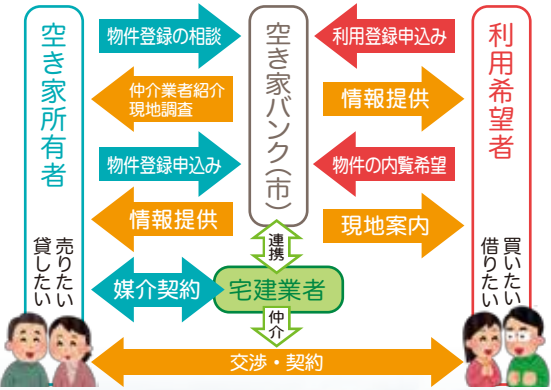 空き家所有者
売りたい
貸したい
物件登録の相談
仲介業者紹介
現地調査
物件登録申込み
情報提供
媒介契約
空き家バンク(市)
連携
宅建業者
仲介
利用登録申込み
情報提供
物件の内覧希望
現地案内
利用希望者
買いたい
借りたい
交渉・契約